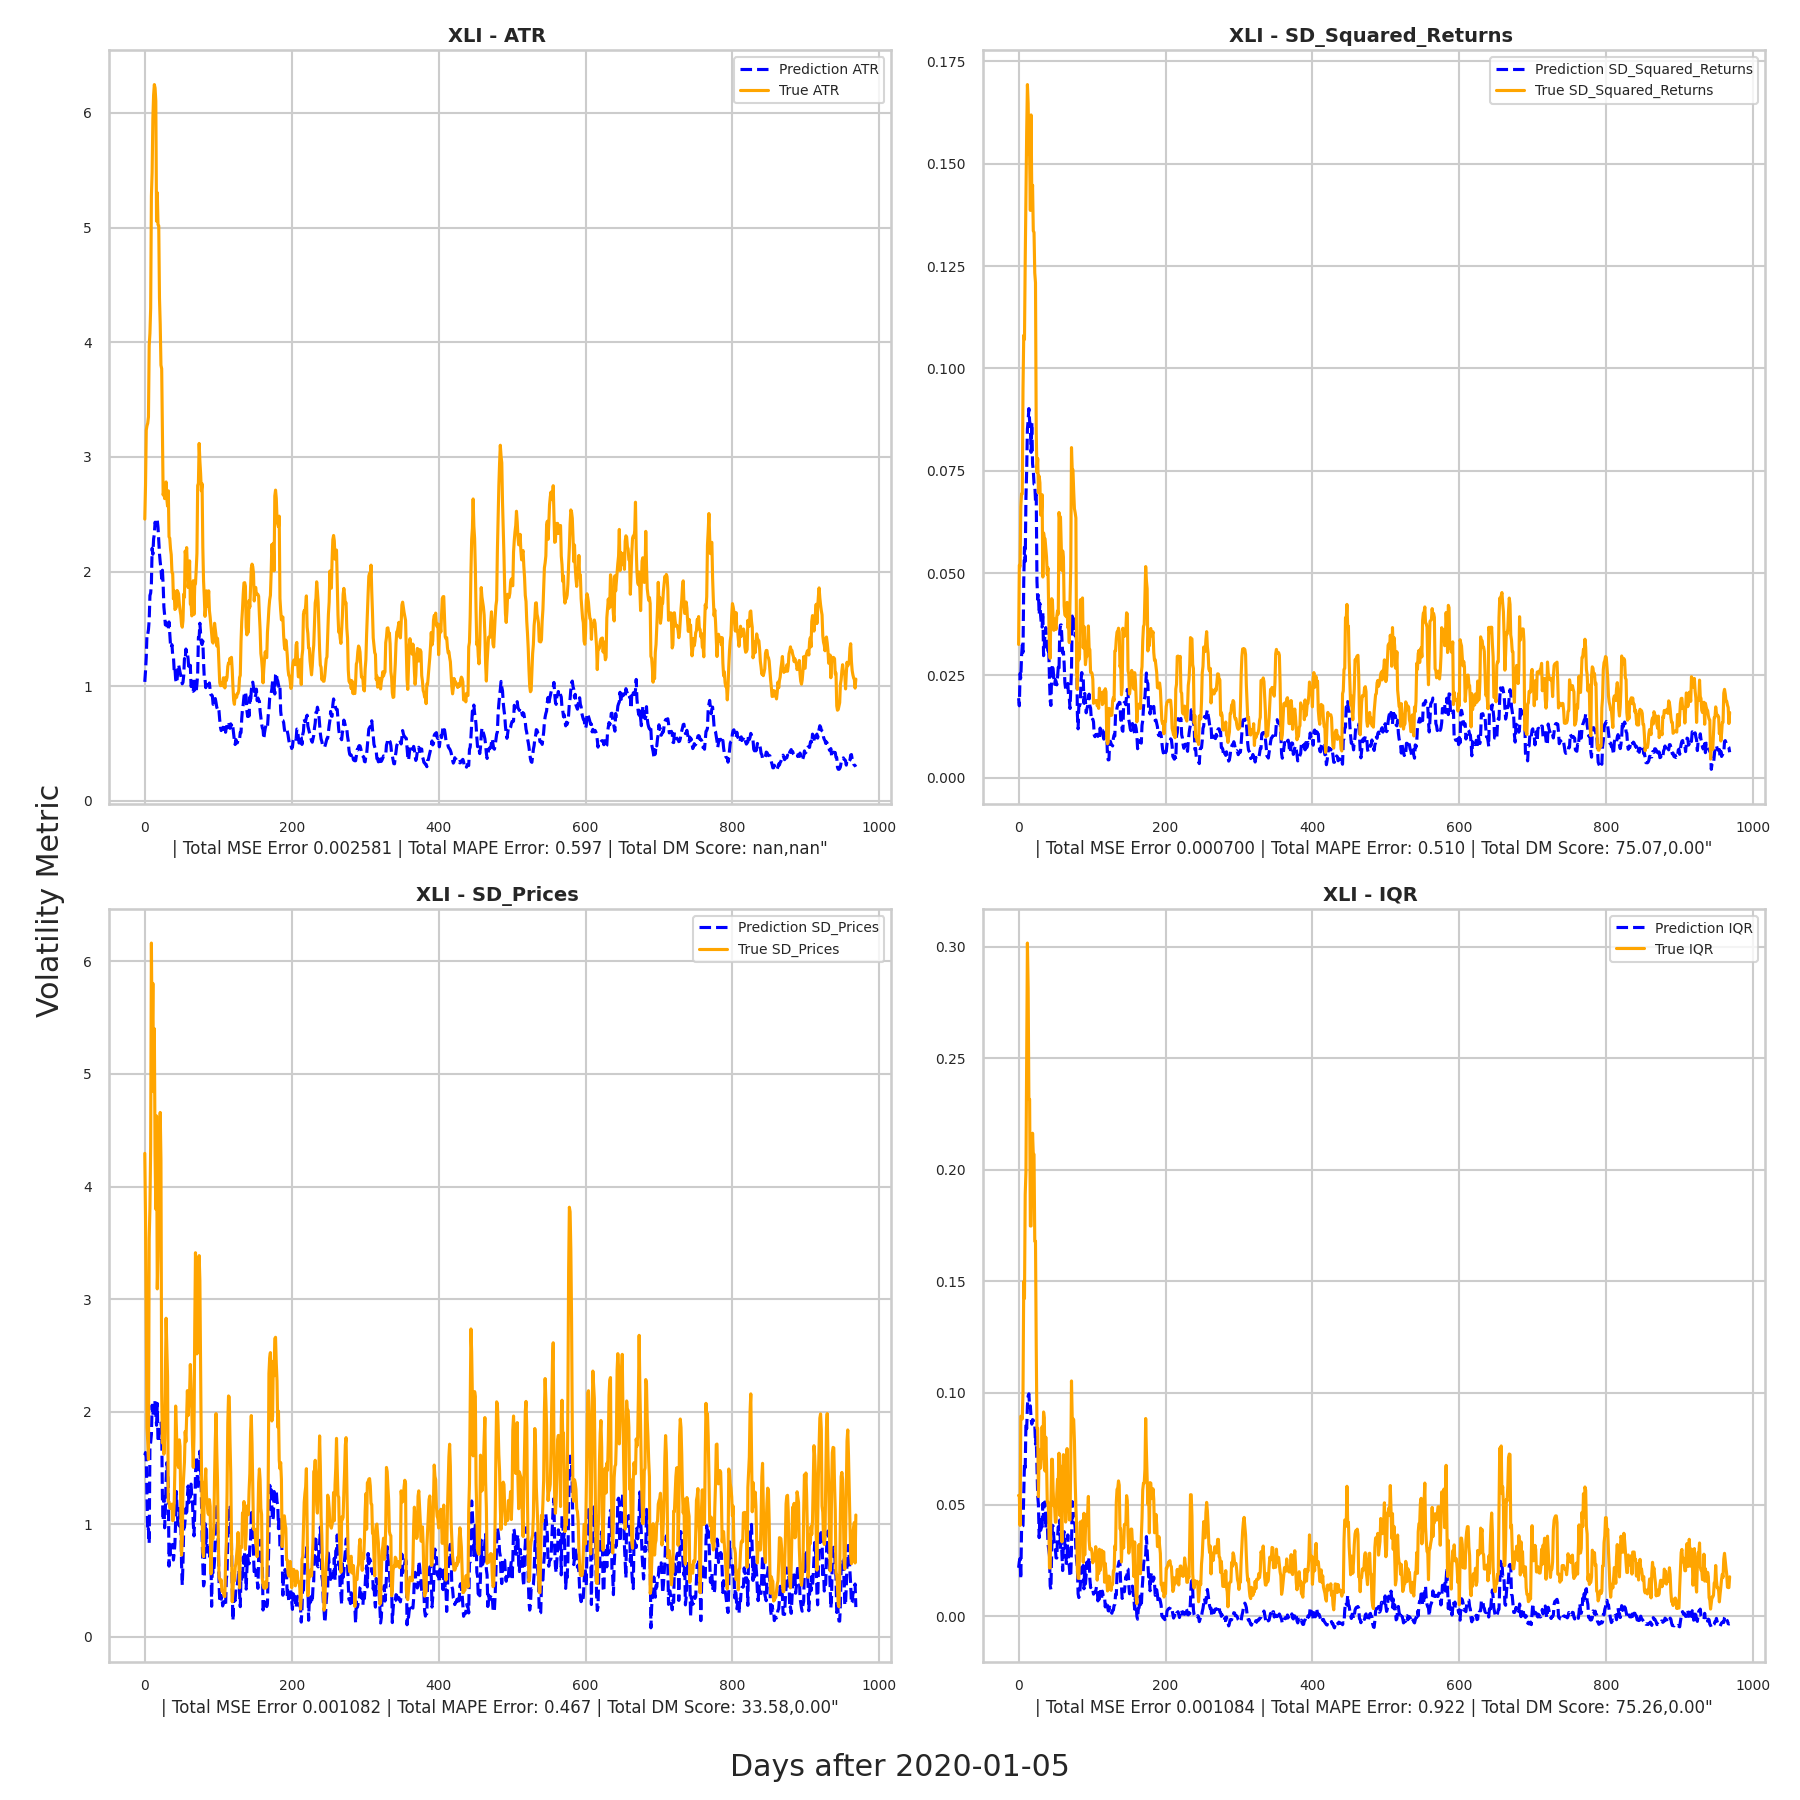 XLI - ATR
Prediction ATR
True ATR
6
5
4
3
2
1
0
0 200 400 600 800 1000
| Total MSE Error 0.002581 | Total MAPE Error: 0.597 | Total DM Score: nan,nan"
XLI - SD_Squared_Returns
Prediction SD_Squared_Returns
True SD_Squared_Returns
0.175
0.150
0.125
0.100
0.075
0.050
0.025
0.000
0 200 400 600 800 1000
| Total MSE Error 0.000700 | Total MAPE Error: 0.510 | Total DM Score: 75.07,0.00"
Volatility Metric
XLI - SD_Prices
Prediction SD_Prices
True SD_Prices
6
5
4
3
2
1
0
0 200 400 600 800 1000
| Total MSE Error 0.001082 | Total MAPE Error: 0.467 | Total DM Score: 33.58,0.00"
XLI - IQR
Prediction IQR
True IQR
0.30
0.25
0.20
0.15
0.10
0.05
0.00
0 200 400 600 800 1000
| Total MSE Error 0.001084 | Total MAPE Error: 0.922 | Total DM Score: 75.26,0.00"
Days after 2020-01-05